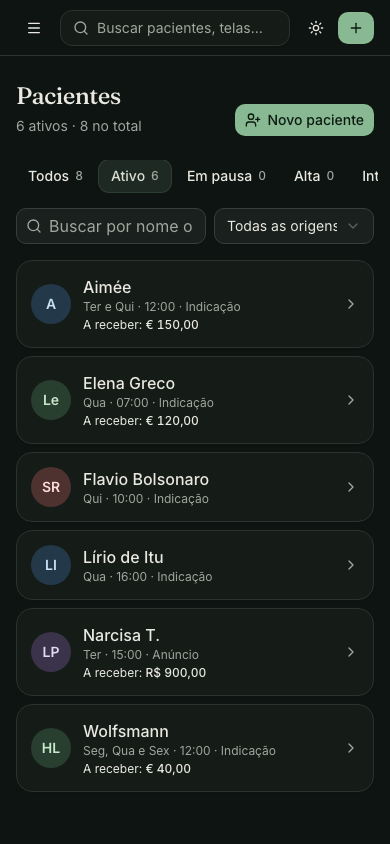 Buscar pacientes, telas...
Pacientes
6 ativos · 8 no total
Novo paciente
Todos 8 Ativo 6 Em pausa 0 Alta 0 Int
Buscar por nome o Todas as origens
A Aimée
Ter e Qui · 12:00 · Indicação
A receber: € 150,00
Le Elena Greco
Qua · 07:00 · Indicação
A receber: € 120,00
SR Flavio Bolsonaro
Qui · 10:00 · Indicação
LI Lírio de Itu
Qua · 16:00 · Indicação
LP Narcisa T.
Ter · 15:00 · Anúncio
A receber: R$ 900,00
HL Wolfsmann
Seg, Qua e Sex · 12:00 · Indicação
A receber: € 40,00